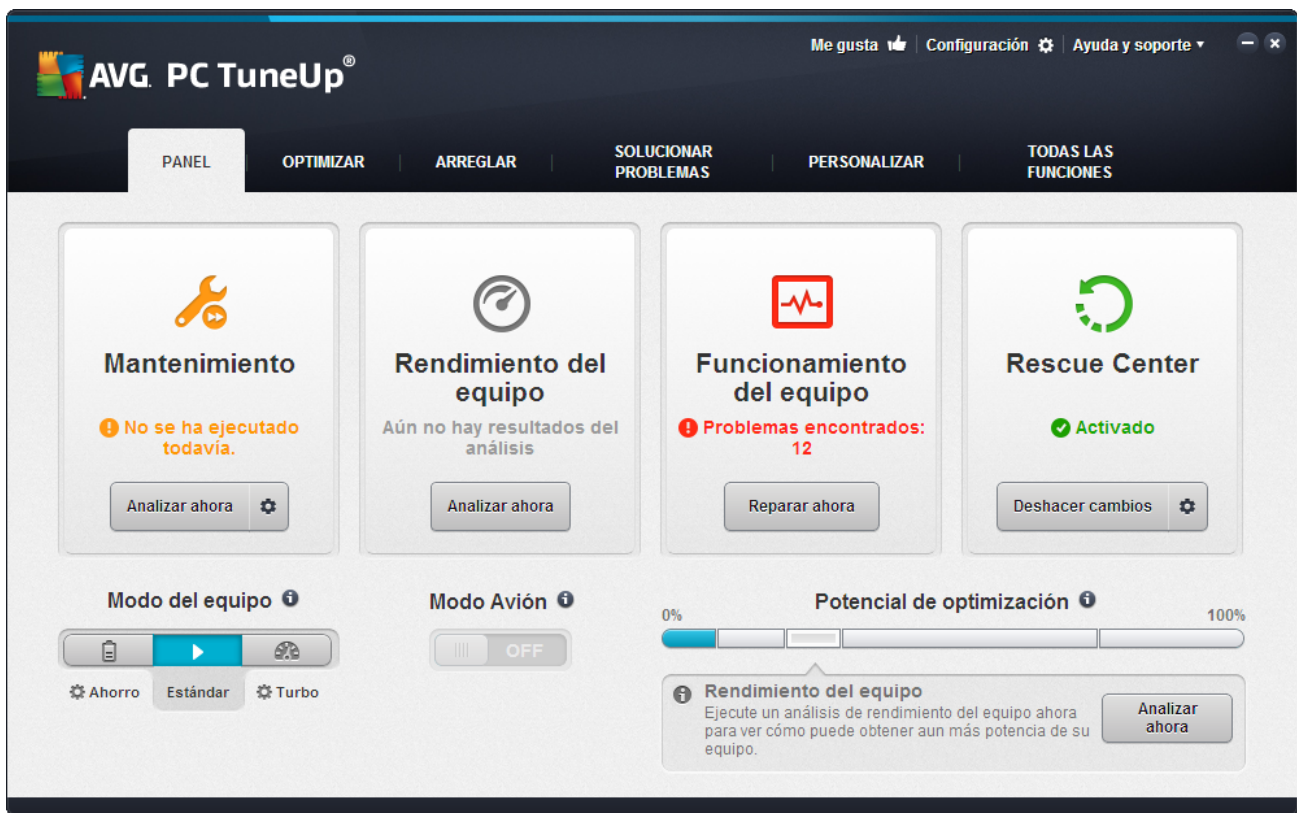 Me gusta Configuración Ayuda y soporte
AVG. PC TuneUp®
PANEL
OPTIMIZAR
ARREGLAR
SOLUCIONAR
PROBLEMAS
PERSONALIZAR
TODAS LAS
FUNCIONES
Mantenimiento
No se ha ejecutado
todavía.
Analizar ahora
Rendimiento del
equipo
Aún no hay resultados del
análisis
Analizar ahora
Funcionamiento
del equipo
Problemas encontrados:
12
Reparar ahora
Rescue Center
Activado
Deshacer cambios
Modo del equipo
Ahorro
Estándar
Turbo
Modo Avión
OFF
Potencial de optimización
0%
100%
Rendimiento del equipo
Ejecute un análisis de rendimiento del equipo ahora
para ver cómo puede obtener aun más potencia de su
equipo.
Analizar
ahora